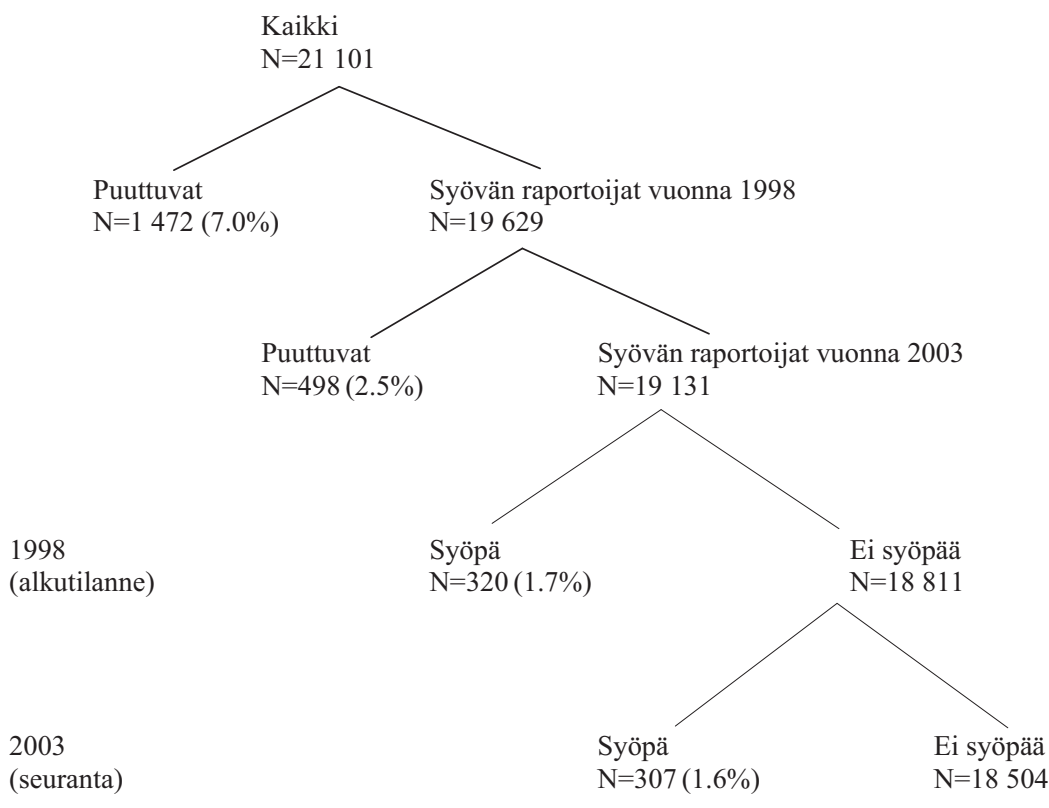 Kaikki
N=21 101
Puuttuvat
N=1 472 (7.0%)
Syövän raportoijat vuonna 1998
N=19 629
Puuttuvat
N=498 (2.5%)
Syövän raportoijat vuonna 2003
N=19 131
1998
(alkutilanne)
Syöpä
N=320 (1.7%)
Ei syöpää
N=18 811
2003
(seuranta)
Syöpä
N=307 (1.6%)
Ei syöpää
N=18 504